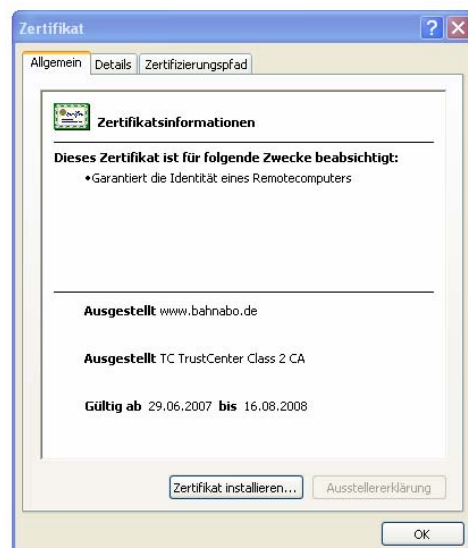 Zertifikat
Allgemein Details Zertifizierungspfad
Zertifikatsinformationen
Dieses Zertifikat ist für folgende Zwecke beabsichtigt:
•Garantiert die Identität eines Remotecomputers
Ausgestellt www.bahnabo.de
Ausgestellt TC TrustCenter Class 2 CA
Gültig ab 29.06.2007 bis 16.08.2008
Zertifikat installieren... Ausstellererklärung
OK